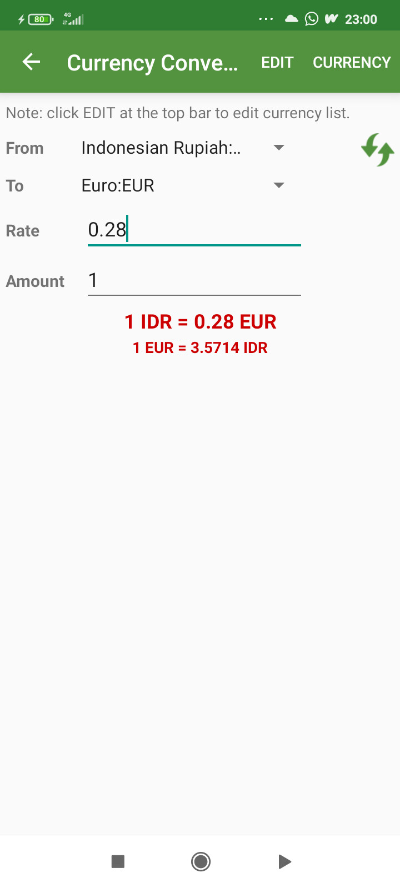 80 4G 23:00
Currency Conve... EDIT CURRENCY
Note: click EDIT at the top bar to edit currency list.
From Indonesian Rupiah:..
To Euro:EUR
Rate 0.28
Amount 1
1 IDR = 0.28 EUR
1 EUR = 3.5714 IDR